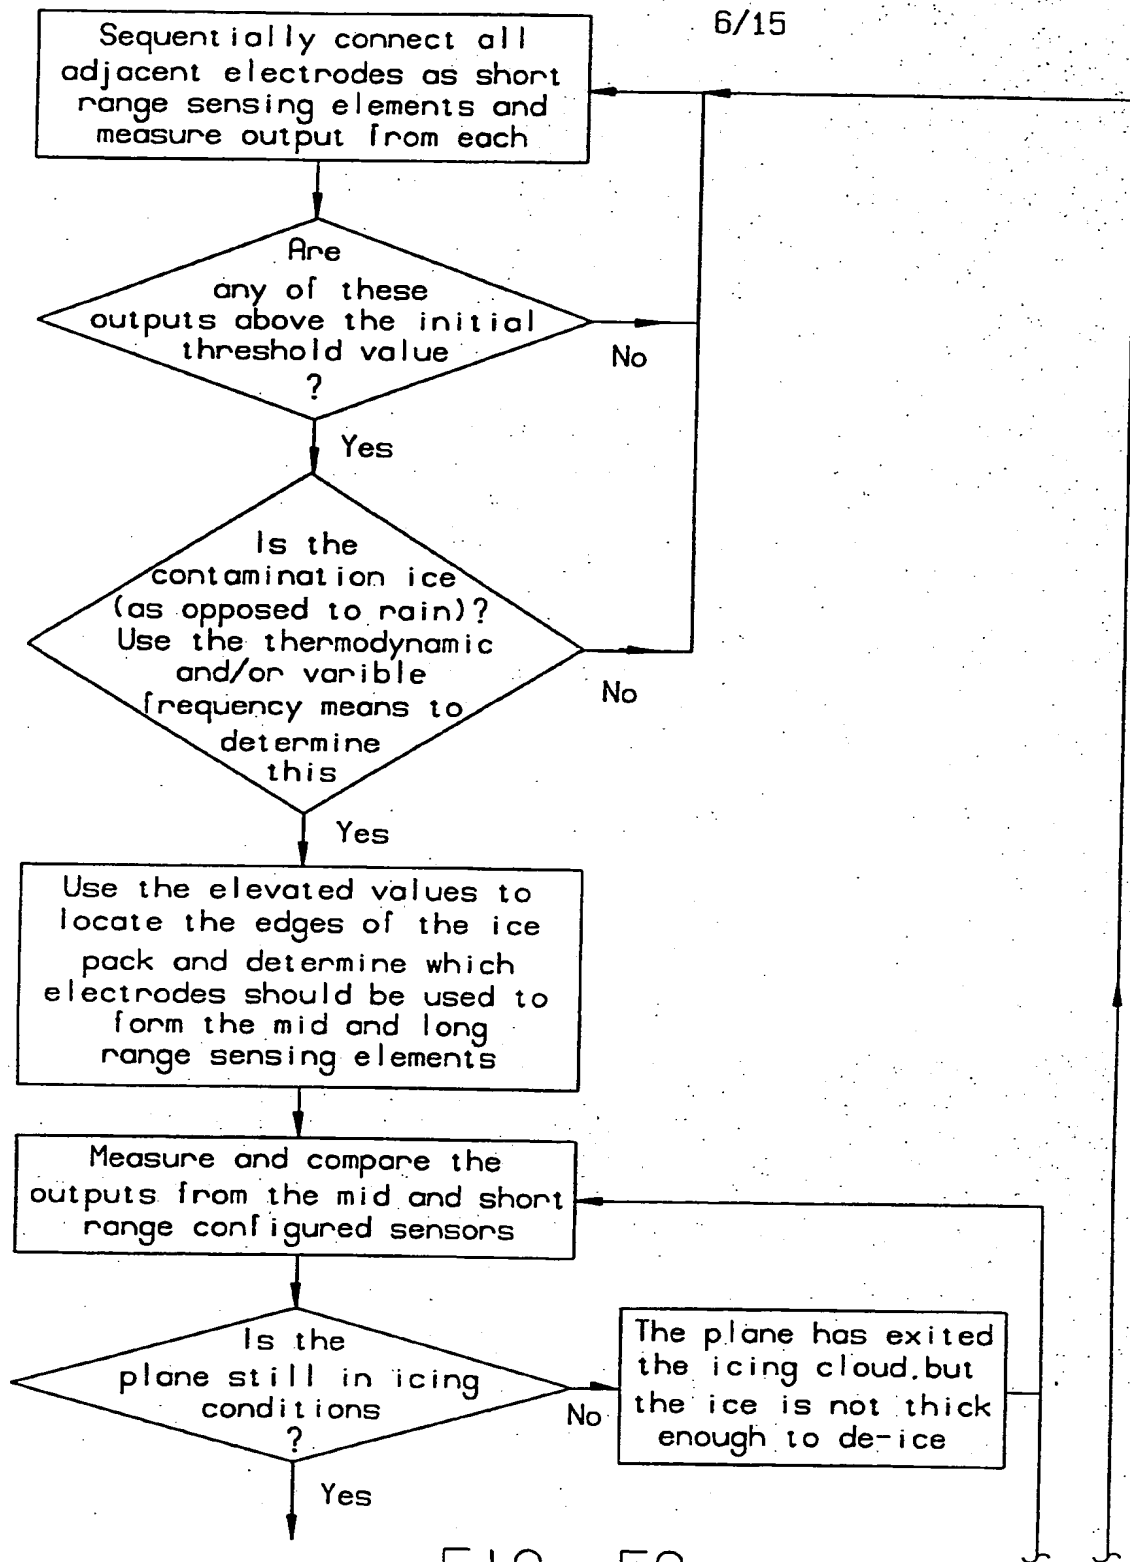 6/15
Sequentially connect all
adjacent electrodes as short
range sensing elements and
measure output from each
Are
any of these
outputs above the initial
threshold value
?
No
Yes
Is the
contamination ice
(as opposed to rain)?
Use the thermodynamic
and/or varible
frequency means to
determine
this
No
Yes
Use the elevated values to
locate the edges of the ice
pack and determine which
electrodes should be used to
form the mid and long
range sensing elements
Measure and compare the
outputs from the mid and short
range configured sensors
Is the
plane still in icing
conditions
?
No
The plane has exited
the icing cloud,but
the ice is not thick
enough to de-ice
Yes